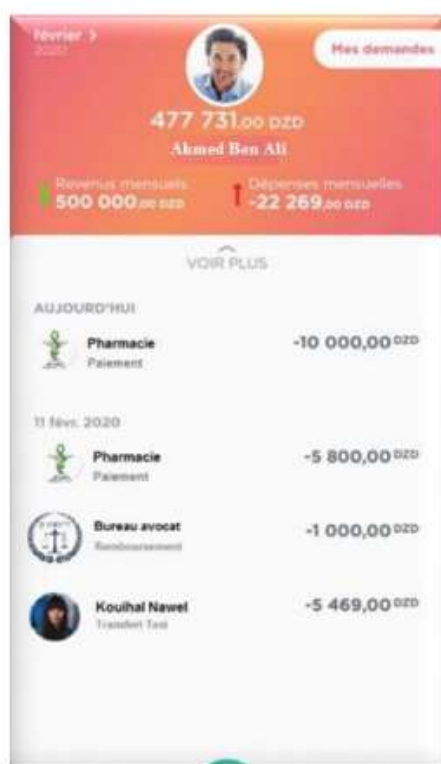 février >
2020
Mes demandes
477 731,00 DZD
Ahmed Ben Ali
Revenus mensuels
500 000,00 DZD
Dépenses mensuelles
-22 269,00 DZD
VOIR PLUS
AUJOURD'HUI
Pharmacie
-10 000,00 DZD
Paiement
11 févr. 2020
Pharmacie
-5 800,00 DZD
Paiement
Bureau avocat
-1 000,00 DZD
Remboursement
Kouihal Nawel
-5 469,00 DZD
Transfert Test